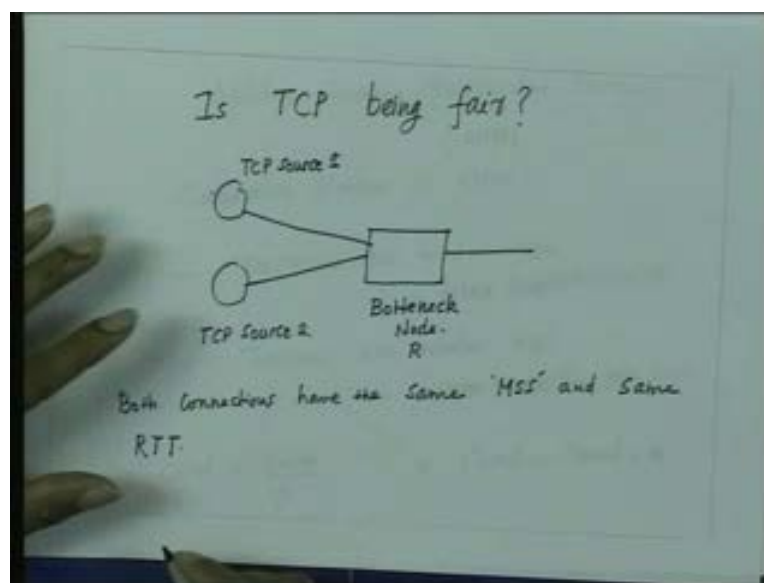 Is TCP being fair?
TCP Source 1
TCP Source 2
Bottleneck
Node.
R
Both Connections have the same "MSS" and same
RTT.